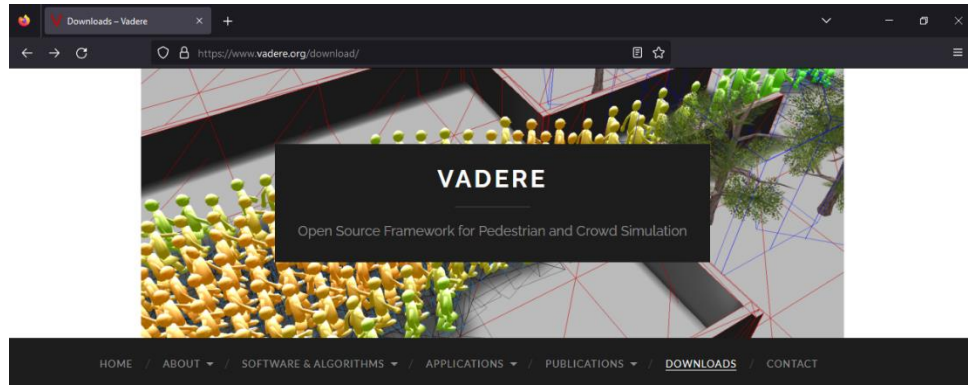 Downloads – Vadere
https://www.vadere.org/download/
VADERE
Open Source Framework for Pedestrian and Crowd Simulation
HOME / ABOUT / SOFTWARE & ALGORITHMS / APPLICATIONS / PUBLICATIONS / DOWNLOADS / CONTACT